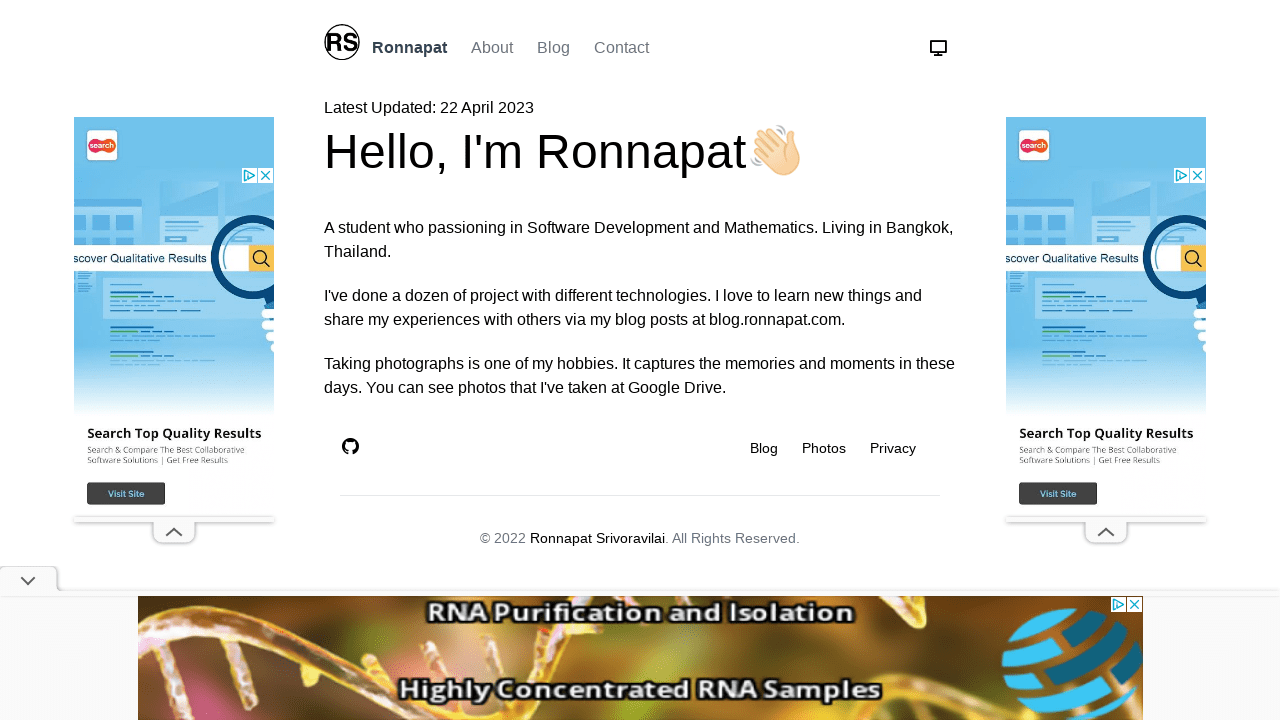 RS Ronnapat About Blog Contact
Latest Updated: 22 April 2023
Hello, I'm Ronnapat
A student who passioning in Software Development and Mathematics. Living in Bangkok,
Thailand.
I've done a dozen of project with different technologies. I love to learn new things and
share my experiences with others via my blog posts at blog.ronnapat.com.
Taking photographs is one of my hobbies. It captures the memories and moments in these
days. You can see photos that I've taken at Google Drive.
Blog Photos Privacy
© 2022 Ronnapat Srivoravilai. All Rights Reserved.
search
scover Qualitative Results
Search Top Quality Results
Search & Compare The Best Collaborative
Software Solutions | Get Free Results
Visit Site
search
scover Qualitative Results
Search Top Quality Results
Search & Compare The Best Collaborative
Software Solutions | Get Free Results
Visit Site
RNA Purification and Isolation
Highly Concentrated RNA Samples